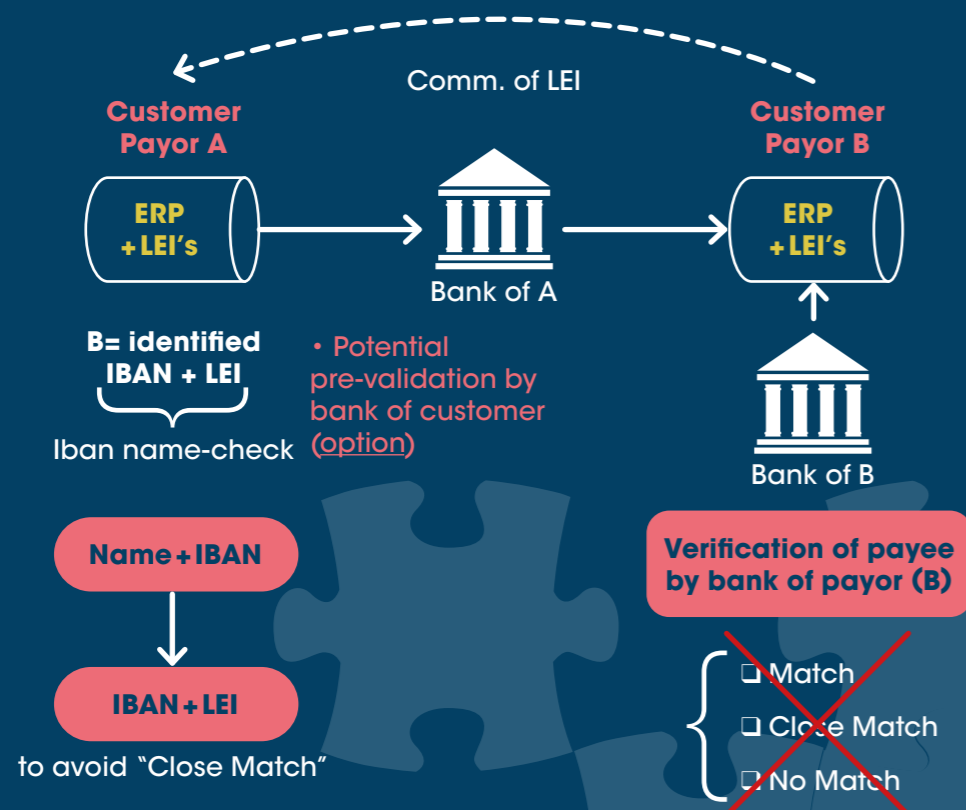 Comm. of LEI
Customer
Payor A
Customer
Payor B
ERP
+LEI's
ERP
+LEI's
Bank of A
B= identified
IBAN + LEI
Iban name-check
• Potential
pre-validation by
bank of customer
(option)
Bank of B
Name+IBAN
IBAN+LEI
to avoid “Close Match”
Verification of payee
by bank of payor (B)
❑ Match
❑ Close Match
❑ No Match